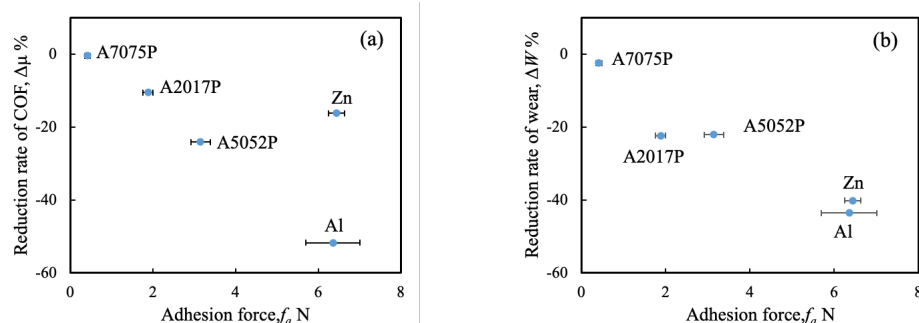 (a)
Reduction rate of COF, Δμ %
0
-20
-40
-60
A7075P
A2017P
A5052P
Zn
Al
0 2 4 6 8
Adhesion force,fa N
(b)
Reduction rate of wear, ΔW %
0
-20
-40
-60
A7075P
A2017P
A5052P
Zn
Al
0 2 4 6 8
Adhesion force,fa N